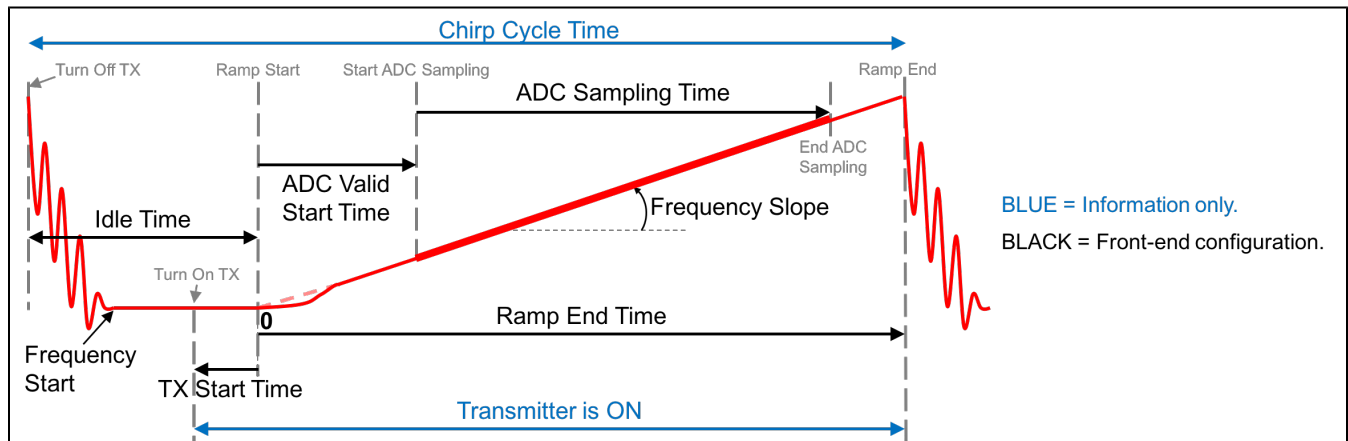 Chirp Cycle Time
Turn Off TX
Ramp Start
Start ADC Sampling
Ramp End
ADC Sampling Time
End ADC
Sampling
ADC Valid
Start Time
Frequency Slope
Idle Time
BLUE = Information only.
BLACK = Front-end configuration.
Turn On TX
0
Ramp End Time
Frequency
Start
TX Start Time
Transmitter is ON